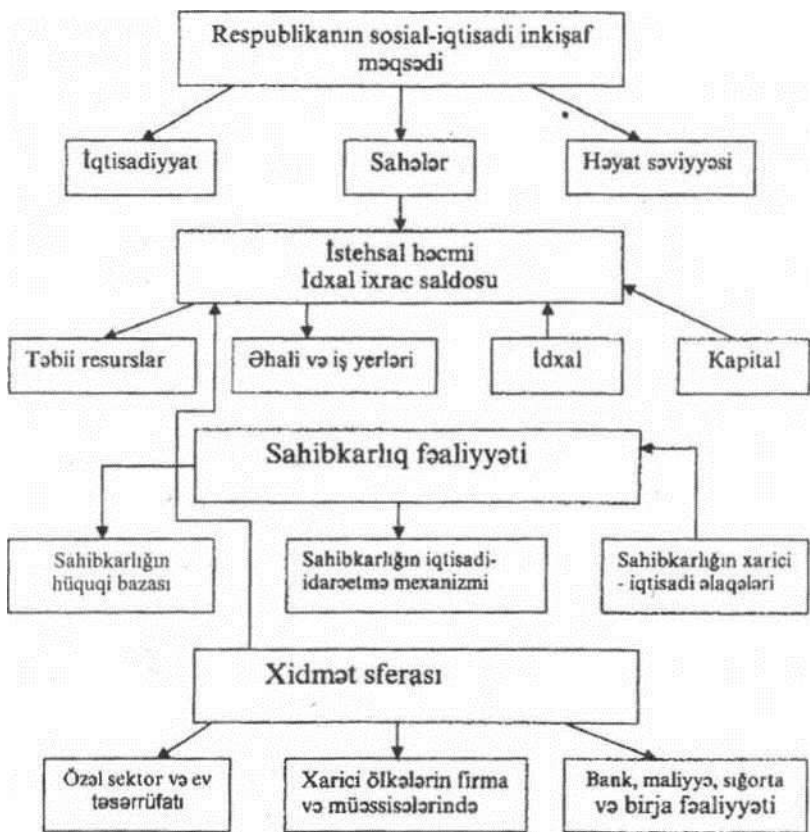 Respublikanın sosial-iqtisadi inkişaf
məqsədi
İqtisadiyyat
Sahələr
Həyat səviyyəsi
İstehsal həcmi
İdxal ixrac saldosu
Təbii resurslar
Əhali və iş yerləri
İdxal
Kapital
Sahibkarlıq fəaliyyəti
Sahibkarlığın
hüquqi bazası
Sahibkarlığın iqtisadi-
idarəetmə mexanizmi
Sahibkarlığın xarici
- iqtisadi əlaqələri
Xidmət sferası
Özəl sektor və ev
təsərrüfatı
Xarici ölkələrin firma
və müəssisələrində
Bank, maliyyə, sığorta
və birja fəaliyyəti